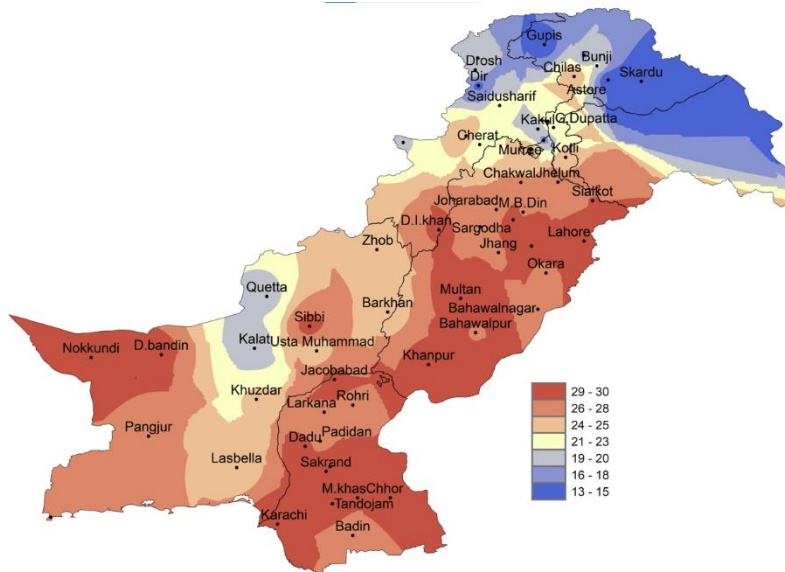 Gupis
Drosh
Bunji
Dir
Chilas
Skardu
Astore
Saidusharif
Kakul
G.Dupatta
Cherat
Murree
Kotli
Chakwal
Jhelum
Sialkot
Joharabad
M.B.Din
D.I.khan
Sargodha
Lahore
Zhob
Jhang
Okara
Quetta
Multan
Barkhan
Bahawalnagar
Sibbi
Bahawalpur
Nokkundi
D.bandin
Kalat
Usta Muhammad
Khanpur
Jacobabad
Khuzdar
Rohri
Larkana
Pangjur
Dadu
Padidan
Lasbella
Sakrand
M.khas
Chhor
Tandojam
Karachi
Badin
29 - 30
26 - 28
24 - 25
21 - 23
19 - 20
16 - 18
13 - 15